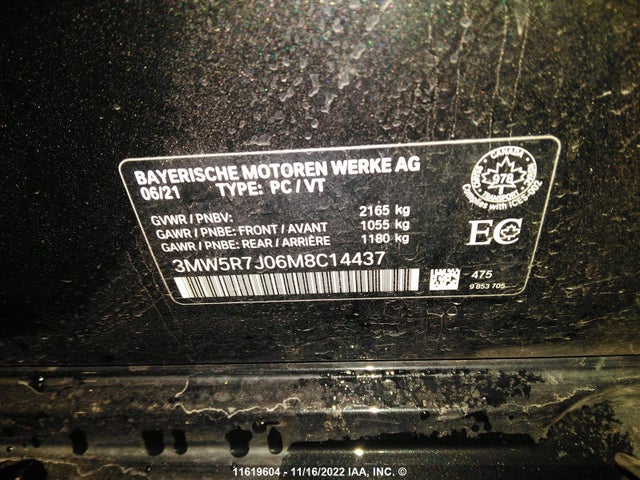 BAYERISCHE MOTOREN WERKE AG
06/21 TYPE: PC / VT
GVWR / PNBV: 2165 kg
GAWR / PNBE: FRONT / AVANT 1055 kg
GAWR / PNBE: REAR / ARRIÈRE 1180 kg
3MW5R7J06M8C14437
CANADA
978
TRANSPORT
EC
475
9 853 705
11619604 - 11/16/2022 IAA, INC. ©